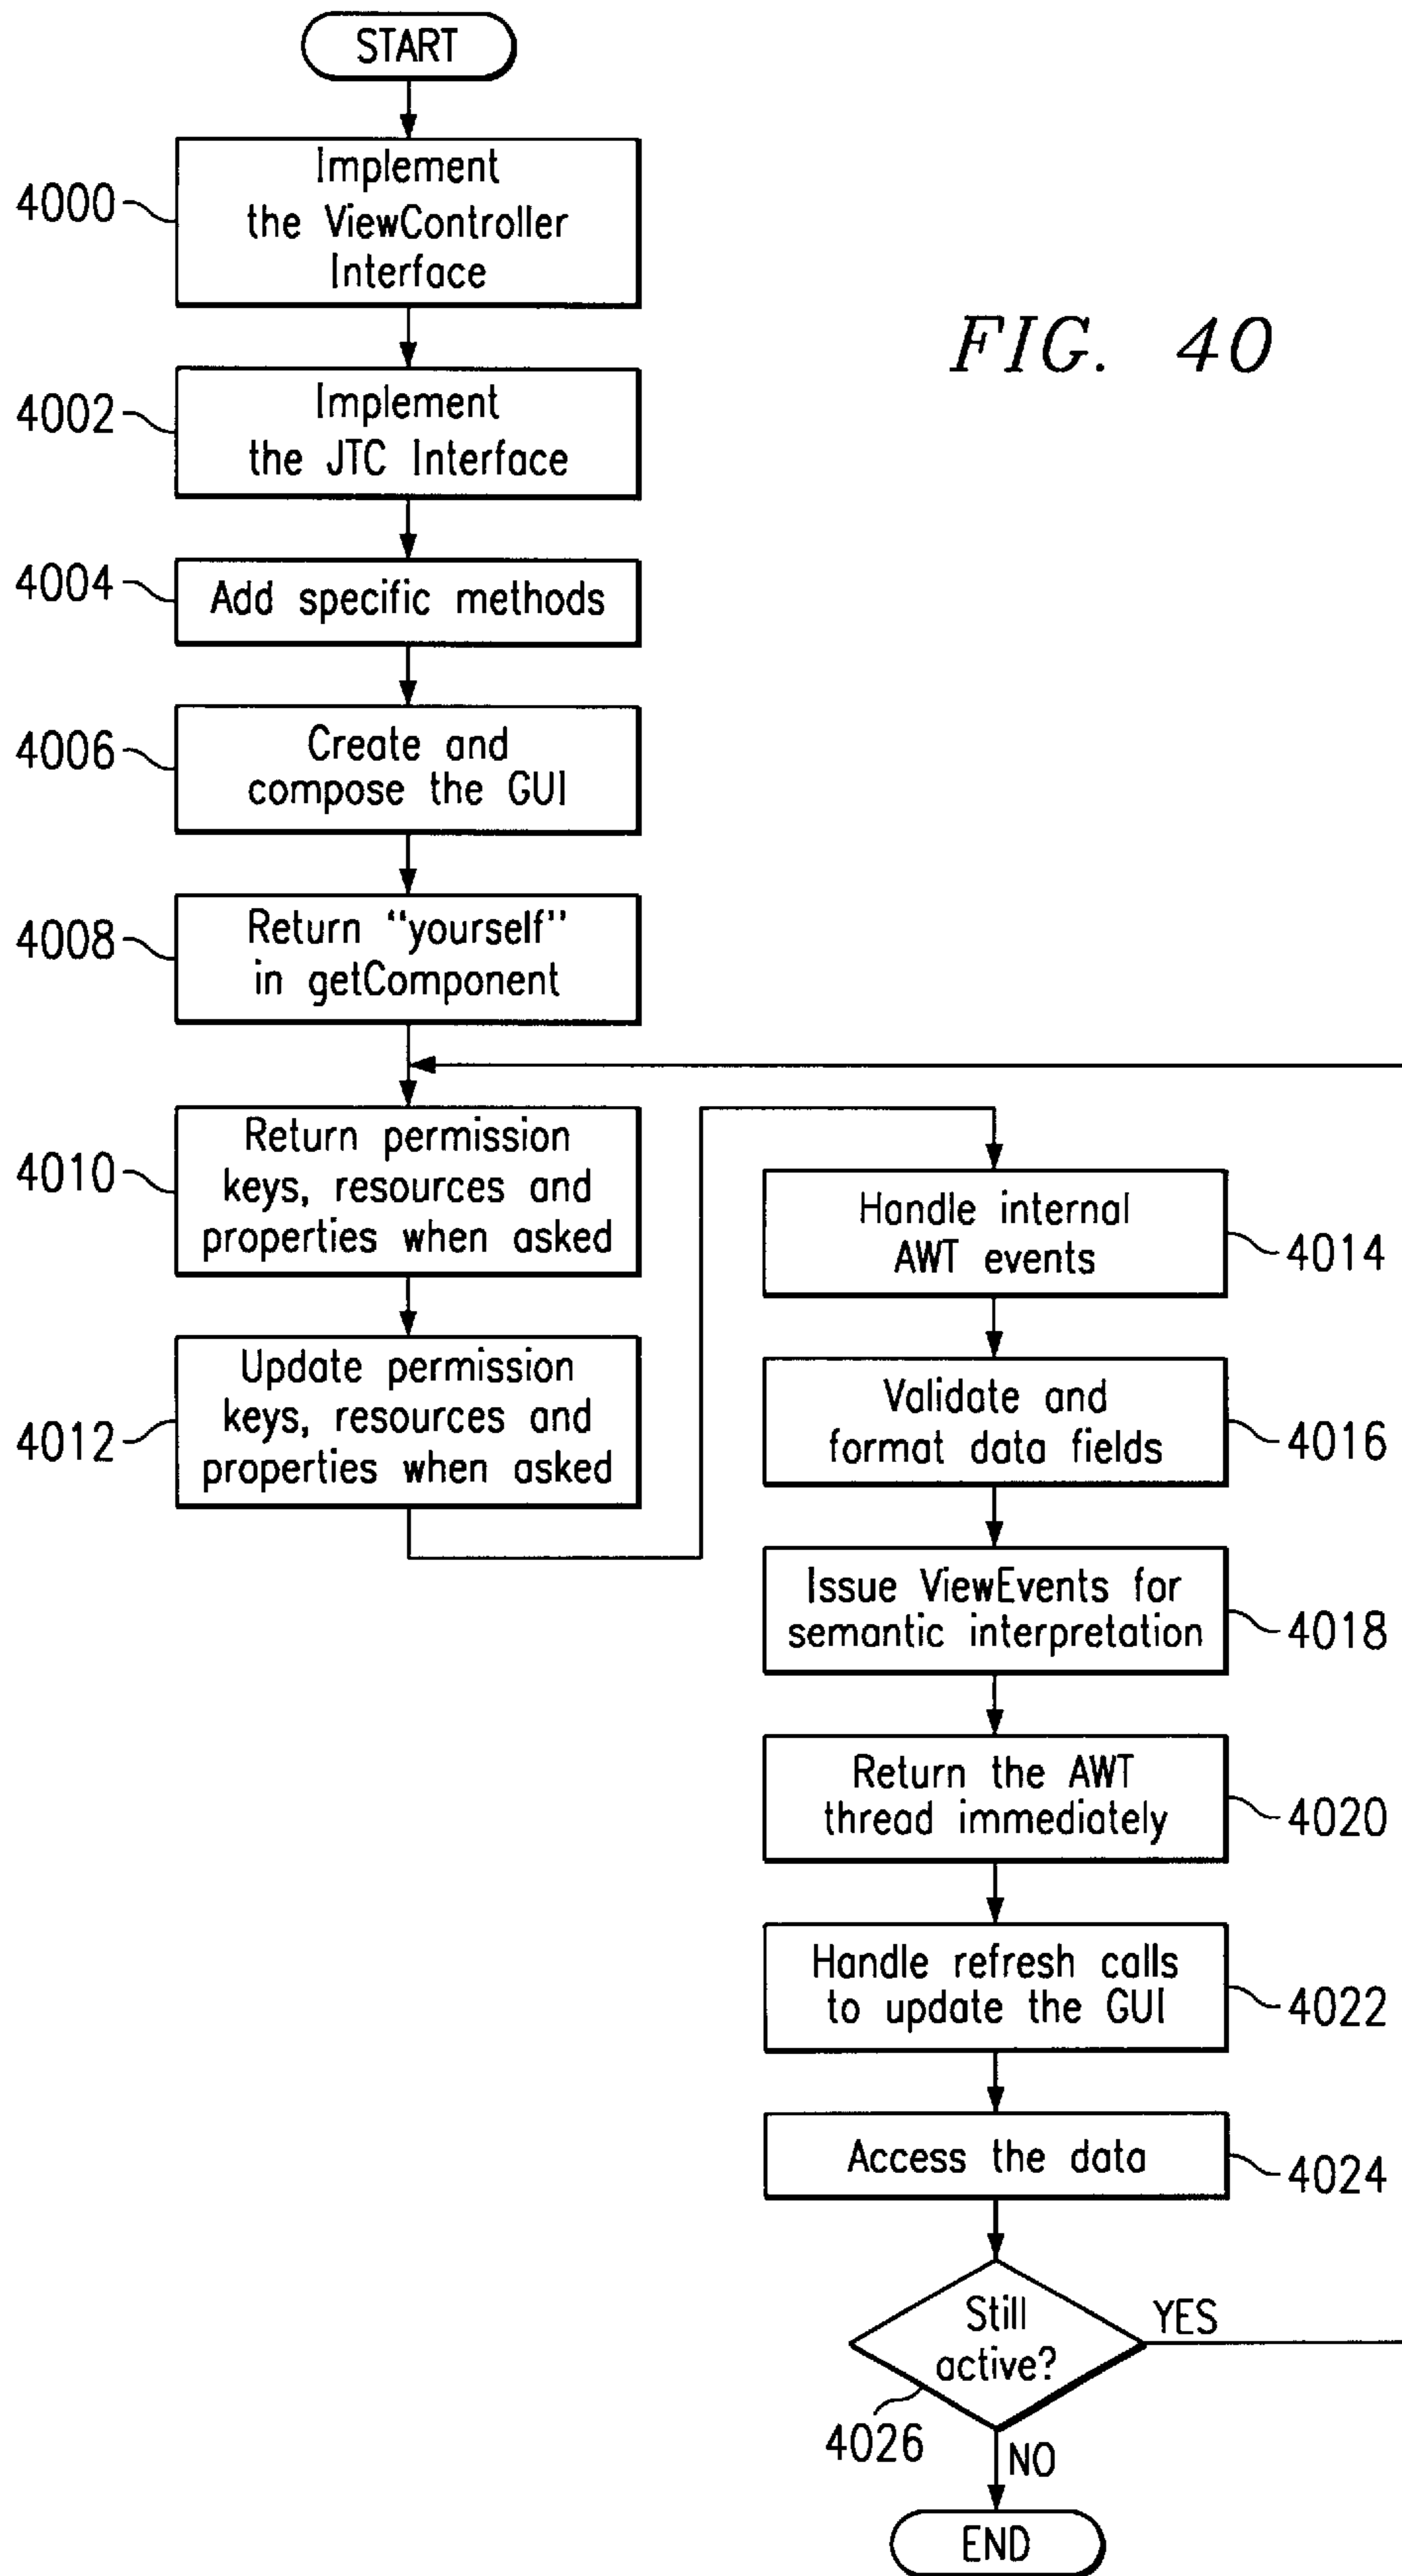 START
4000
Implement
the ViewController
Interface
FIG. 40
4002
Implement
the JTC Interface
4004
Add specific methods
4006
Create and
compose the GUI
4008
Return “yourself”
in getComponent
4010
Return permission
keys, resources and
properties when asked
4012
Update permission
keys, resources and
properties when asked
Handle internal
AWT events
4014
Validate and
format data fields
4016
Issue ViewEvents for
semantic interpretation
4018
Return the AWT
thread immediately
4020
Handle refresh calls
to update the GUI
4022
Access the data
4024
Still
active?
YES
4026
NO
END